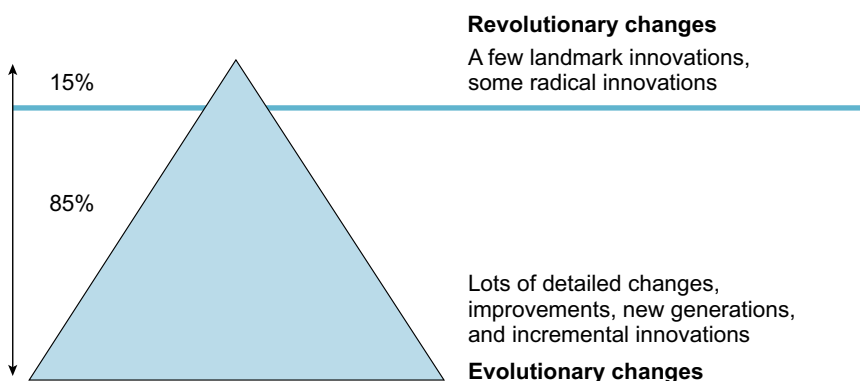 Revolutionary changes
A few landmark innovations,
some radical innovations
15%
85%
Lots of detailed changes,
improvements, new generations,
and incremental innovations
Evolutionary changes